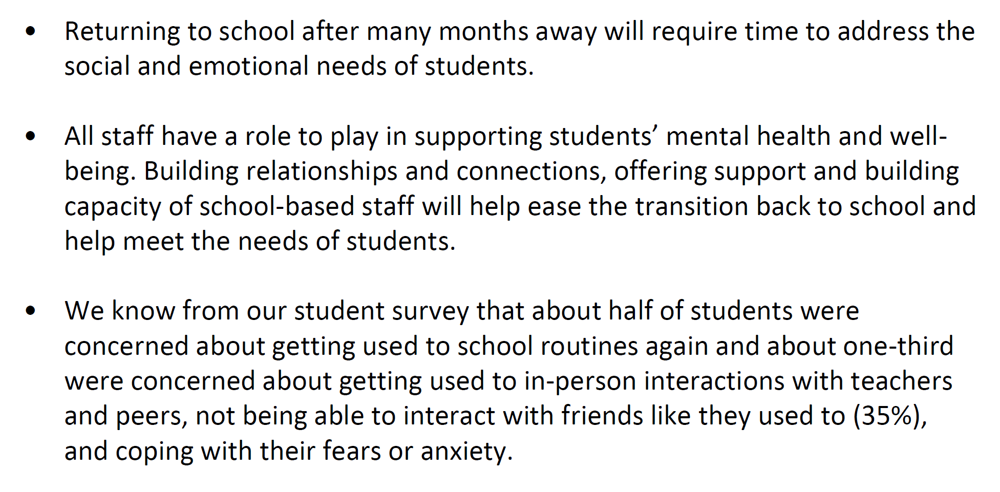 • Returning to school after many months away will require time to address the
social and emotional needs of students.
• All staff have a role to play in supporting students’ mental health and well-
being. Building relationships and connections, offering support and building
capacity of school-based staff will help ease the transition back to school and
help meet the needs of students.
• We know from our student survey that about half of students were
concerned about getting used to school routines again and about one-third
were concerned about getting used to in-person interactions with teachers
and peers, not being able to interact with friends like they used to (35%),
and coping with their fears or anxiety.